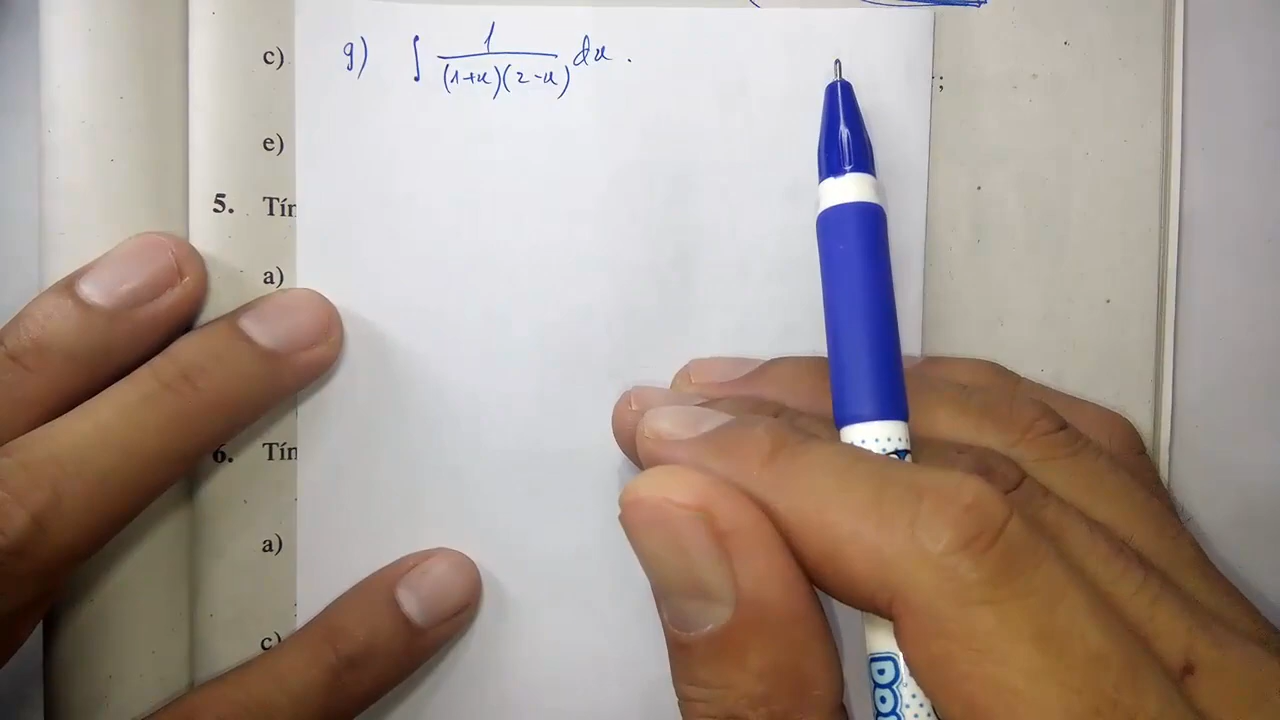 c)
g) ∫ 1/((1+x)(2-x)) dx.
;
e)
5. Tín
a)
6. Tín
a)
c)